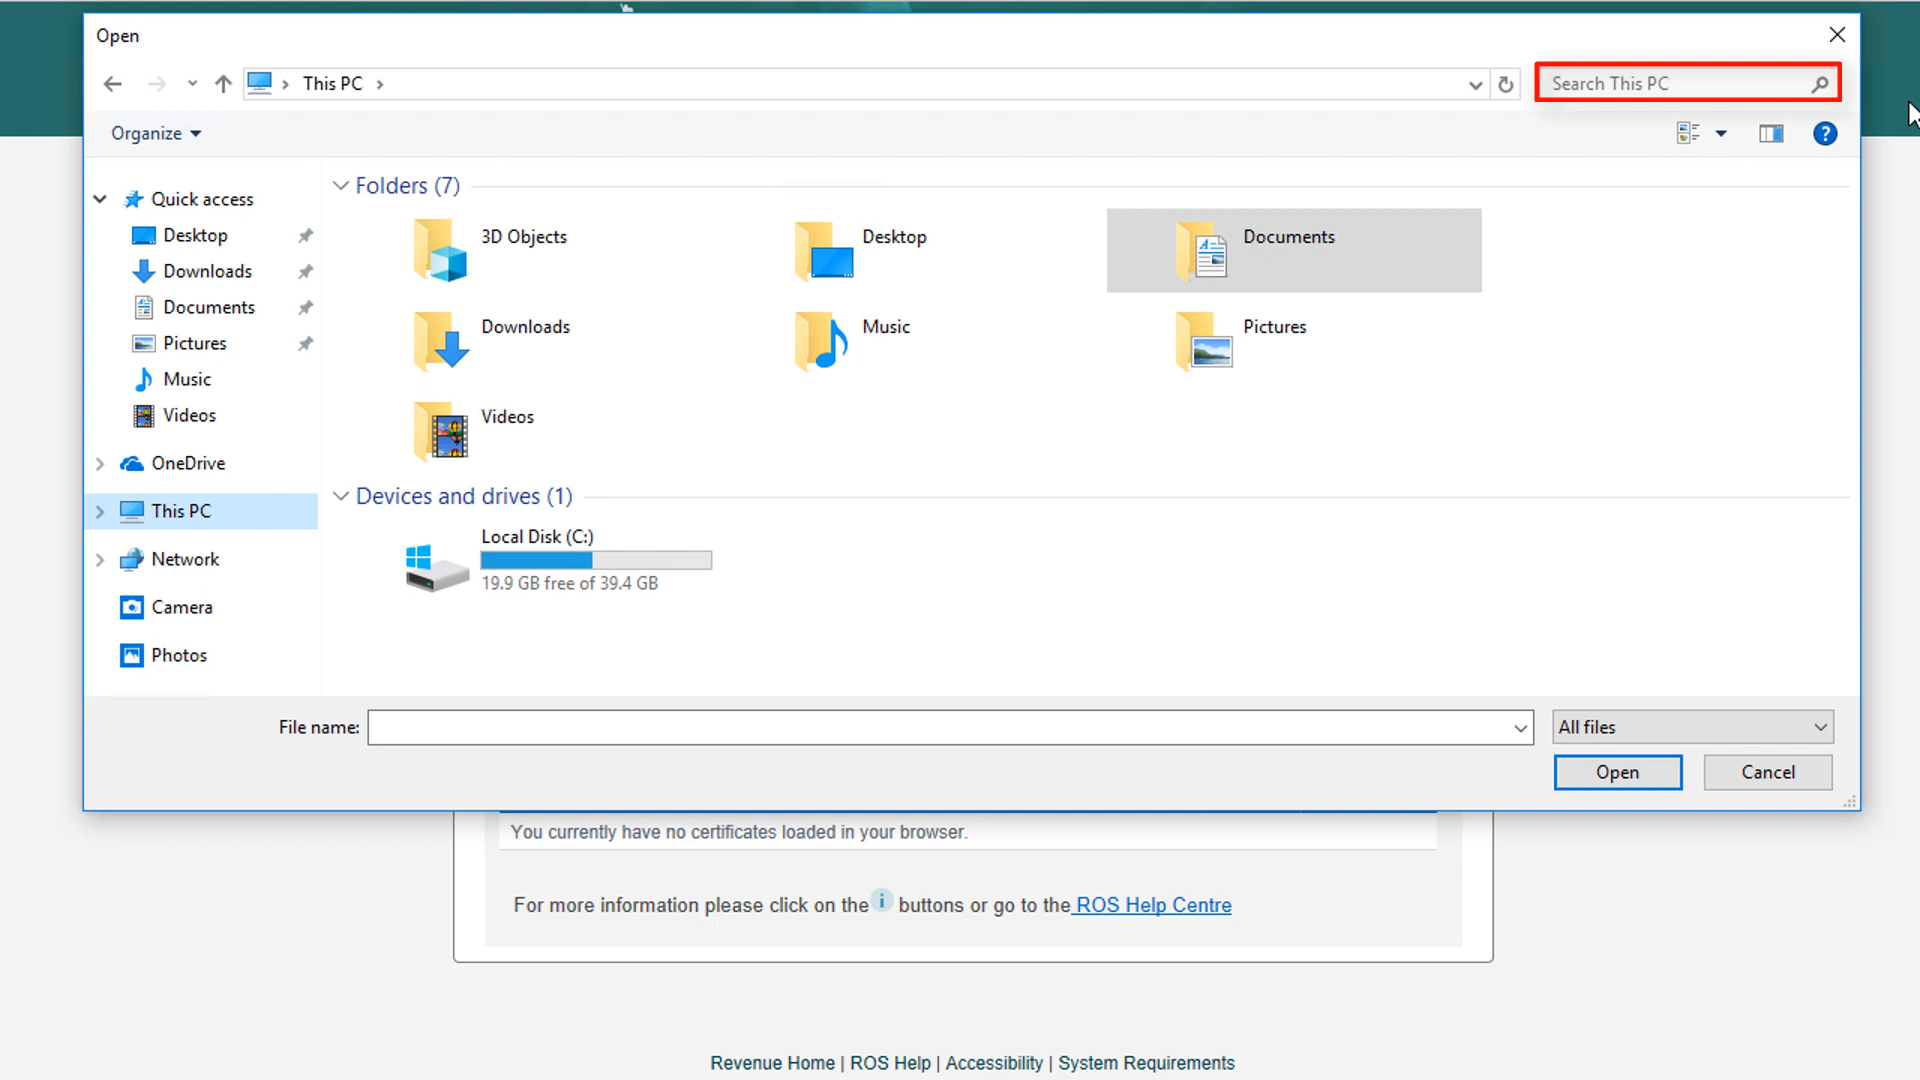 Open
This PC
Search This PC
Organize
Quick access
Desktop
Downloads
Documents
Pictures
Music
Videos
OneDrive
This PC
Network
Camera
Photos
Folders (7)
3D Objects
Desktop
Documents
Downloads
Music
Pictures
Videos
Devices and drives (1)
Local Disk (C:)
19.9 GB free of 39.4 GB
File name:
All files
Open
Cancel
You currently have no certificates loaded in your browser.
For more information please click on the i buttons or go to the ROS Help Centre
Revenue Home | ROS Help | Accessibility | System Requirements